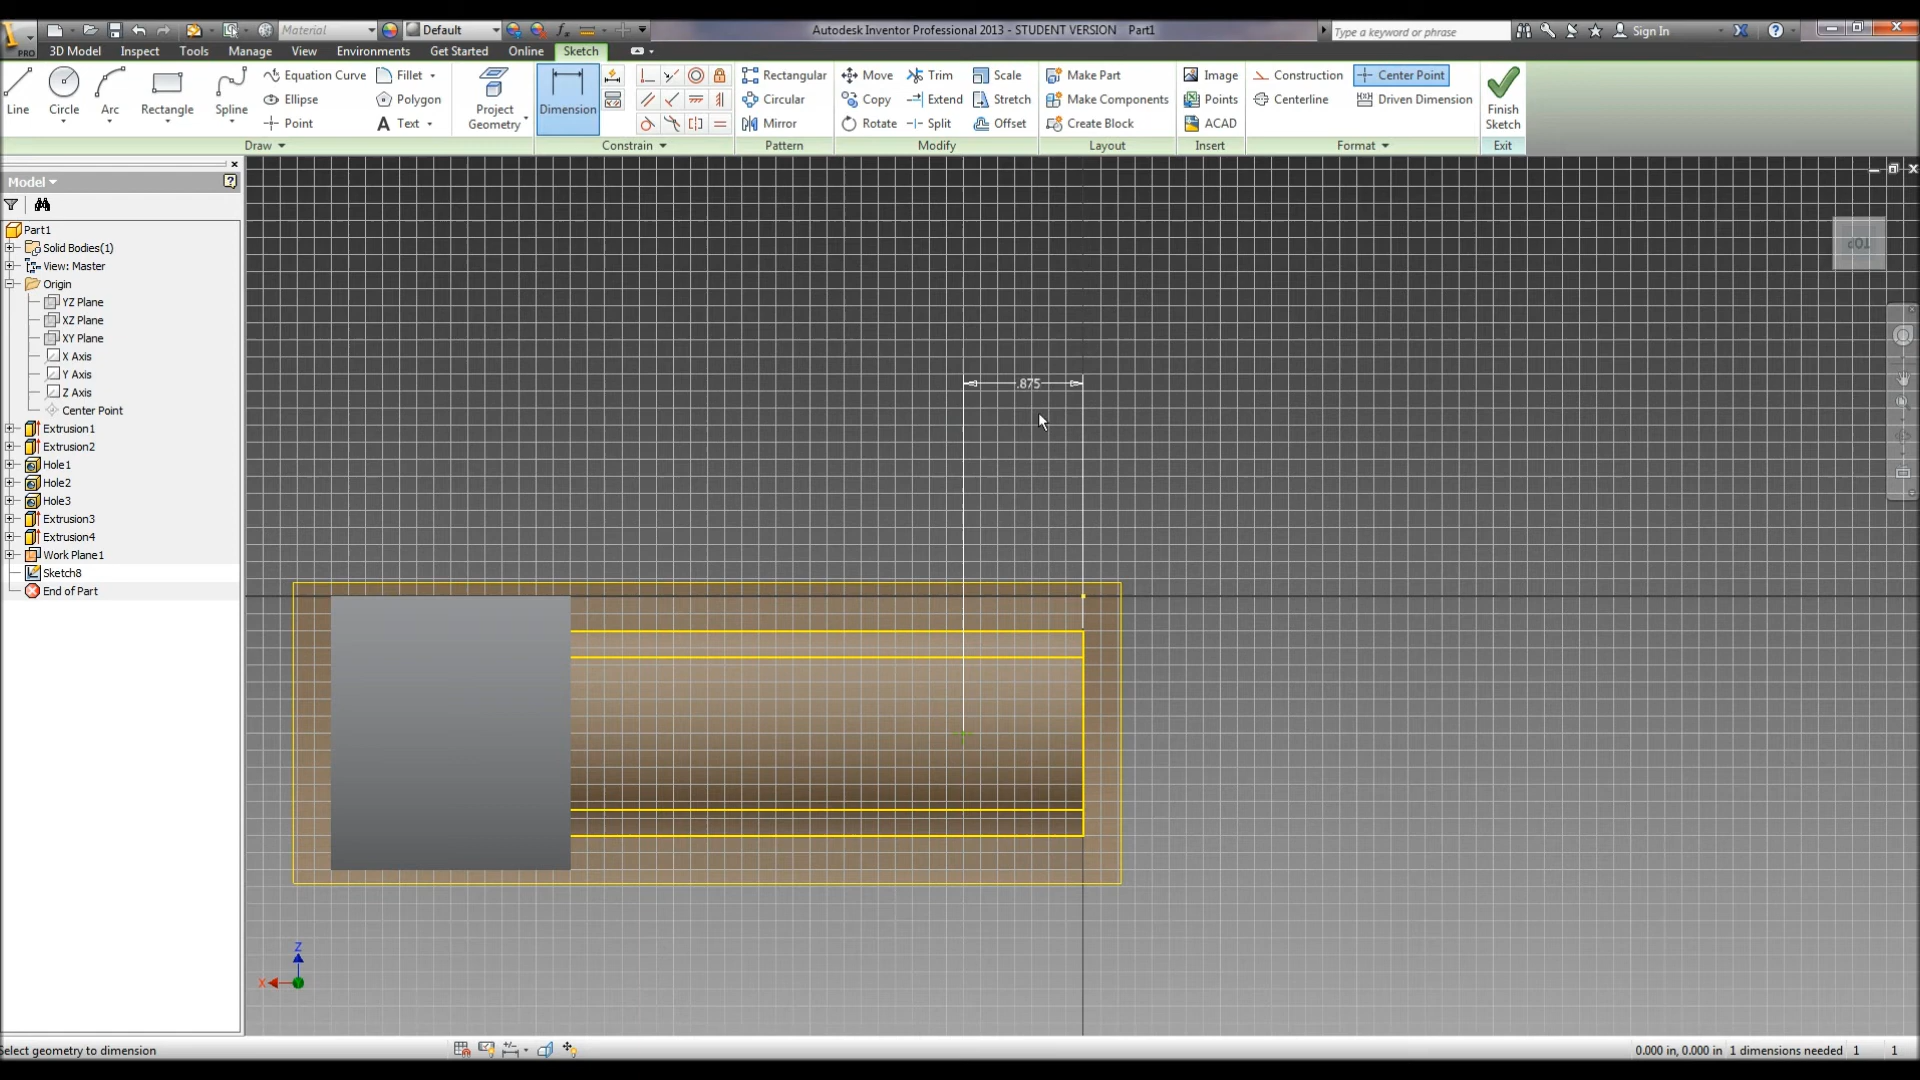 Material Default Autodesk Inventor Professional 2013 - STUDENT VERSION Part1 Type a keyword or phrase Sign In
PRO 3D Model Inspect Tools Manage View Environments Get Started Online Sketch
Line Circle Arc Rectangle Spline
Equation Curve Fillet
Ellipse Polygon
Point Text
Project Geometry
Dimension
Rectangular
Circular
Mirror
Move Trim Scale
Copy Extend Stretch
Rotate Split Offset
Make Part
Make Components
Create Block
Image
Points
ACAD
Construction Center Point
Centerline Driven Dimension
Finish Sketch
Draw Constrain Pattern Modify Layout Insert Format Exit
Model
Part1
Solid Bodies(1)
View: Master
Origin
YZ Plane
XZ Plane
XY Plane
X Axis
Y Axis
Z Axis
Center Point
Extrusion1
Extrusion2
Hole1
Hole2
Hole3
Extrusion3
Extrusion4
Work Plane1
Sketch8
End of Part
TOP
.875
Z
X
Select geometry to dimension
0.000 in, 0.000 in 1 dimensions needed 1 1